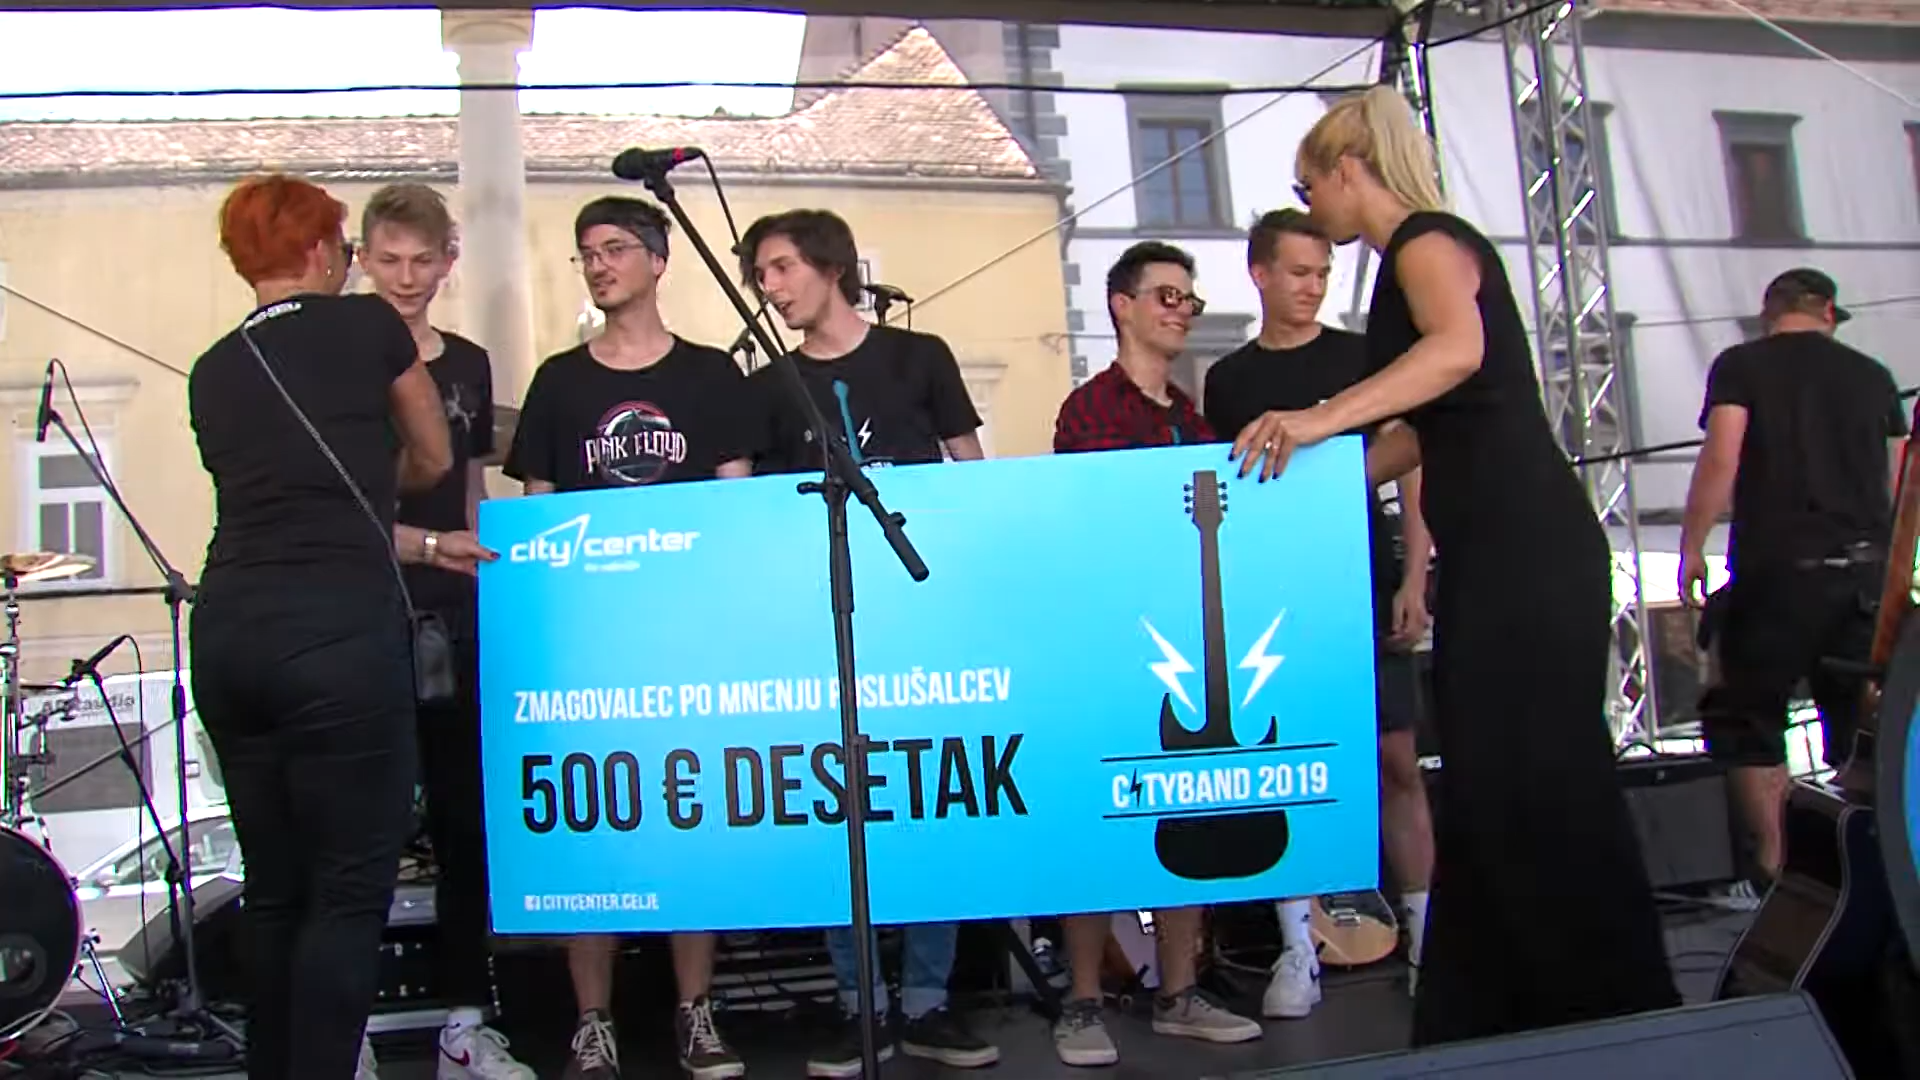 PINK FLOYD
city center
ZMAGOVALEC PO MNENJU POSLUŠALCEV
500 € DESETAK
CITYBAND 2019
CITYCENTER.CELJE